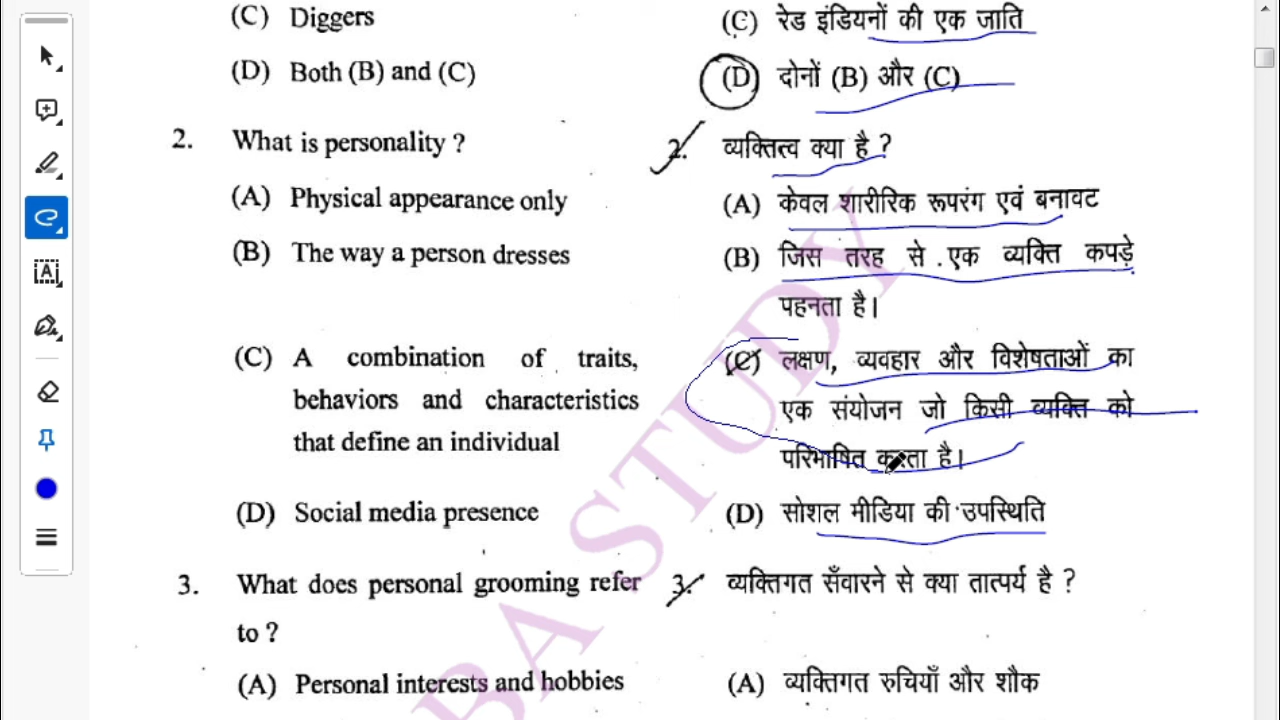 (C) Diggers
(D) Both (B) and (C)
2. What is personality ?
(A) Physical appearance only
(B) The way a person dresses
(C) A combination of traits,
behaviors and characteristics
that define an individual
(D) Social media presence
3. What does personal grooming refer
to ?
(A) Personal interests and hobbies
(C) रेड इंडियनों की एक जाति
(D) दोनों (B) और (C)
2. व्यक्तित्व क्या है ?
(A) केवल शारीरिक रूपरंग एवं बनावट
(B) जिस तरह से एक व्यक्ति कपड़े
पहनता है।
(C) लक्षण, व्यवहार और विशेषताओं का
एक संयोजन जो किसी व्यक्ति को
परिभाषित करता है।
(D) सोशल मीडिया की उपस्थिति
3. व्यक्तिगत सँवारने से क्या तात्पर्य है ?
(A) व्यक्तिगत रुचियाँ और शौक
BA STUDY